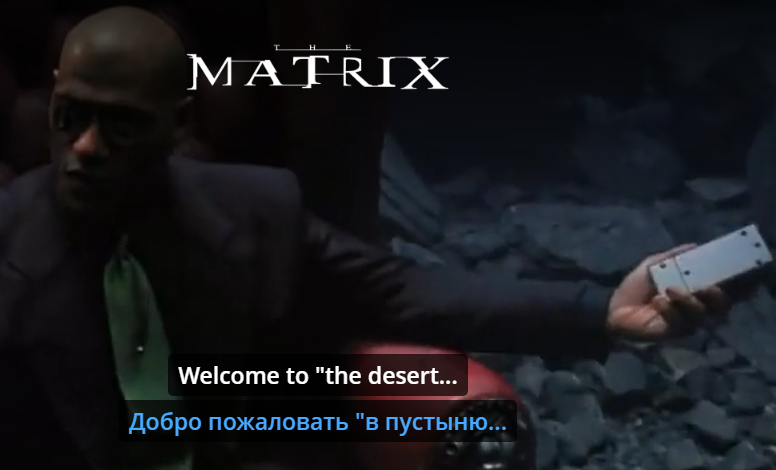 THE
MATRIX
Welcome to "the desert...
Добро пожаловать "в пустыню...